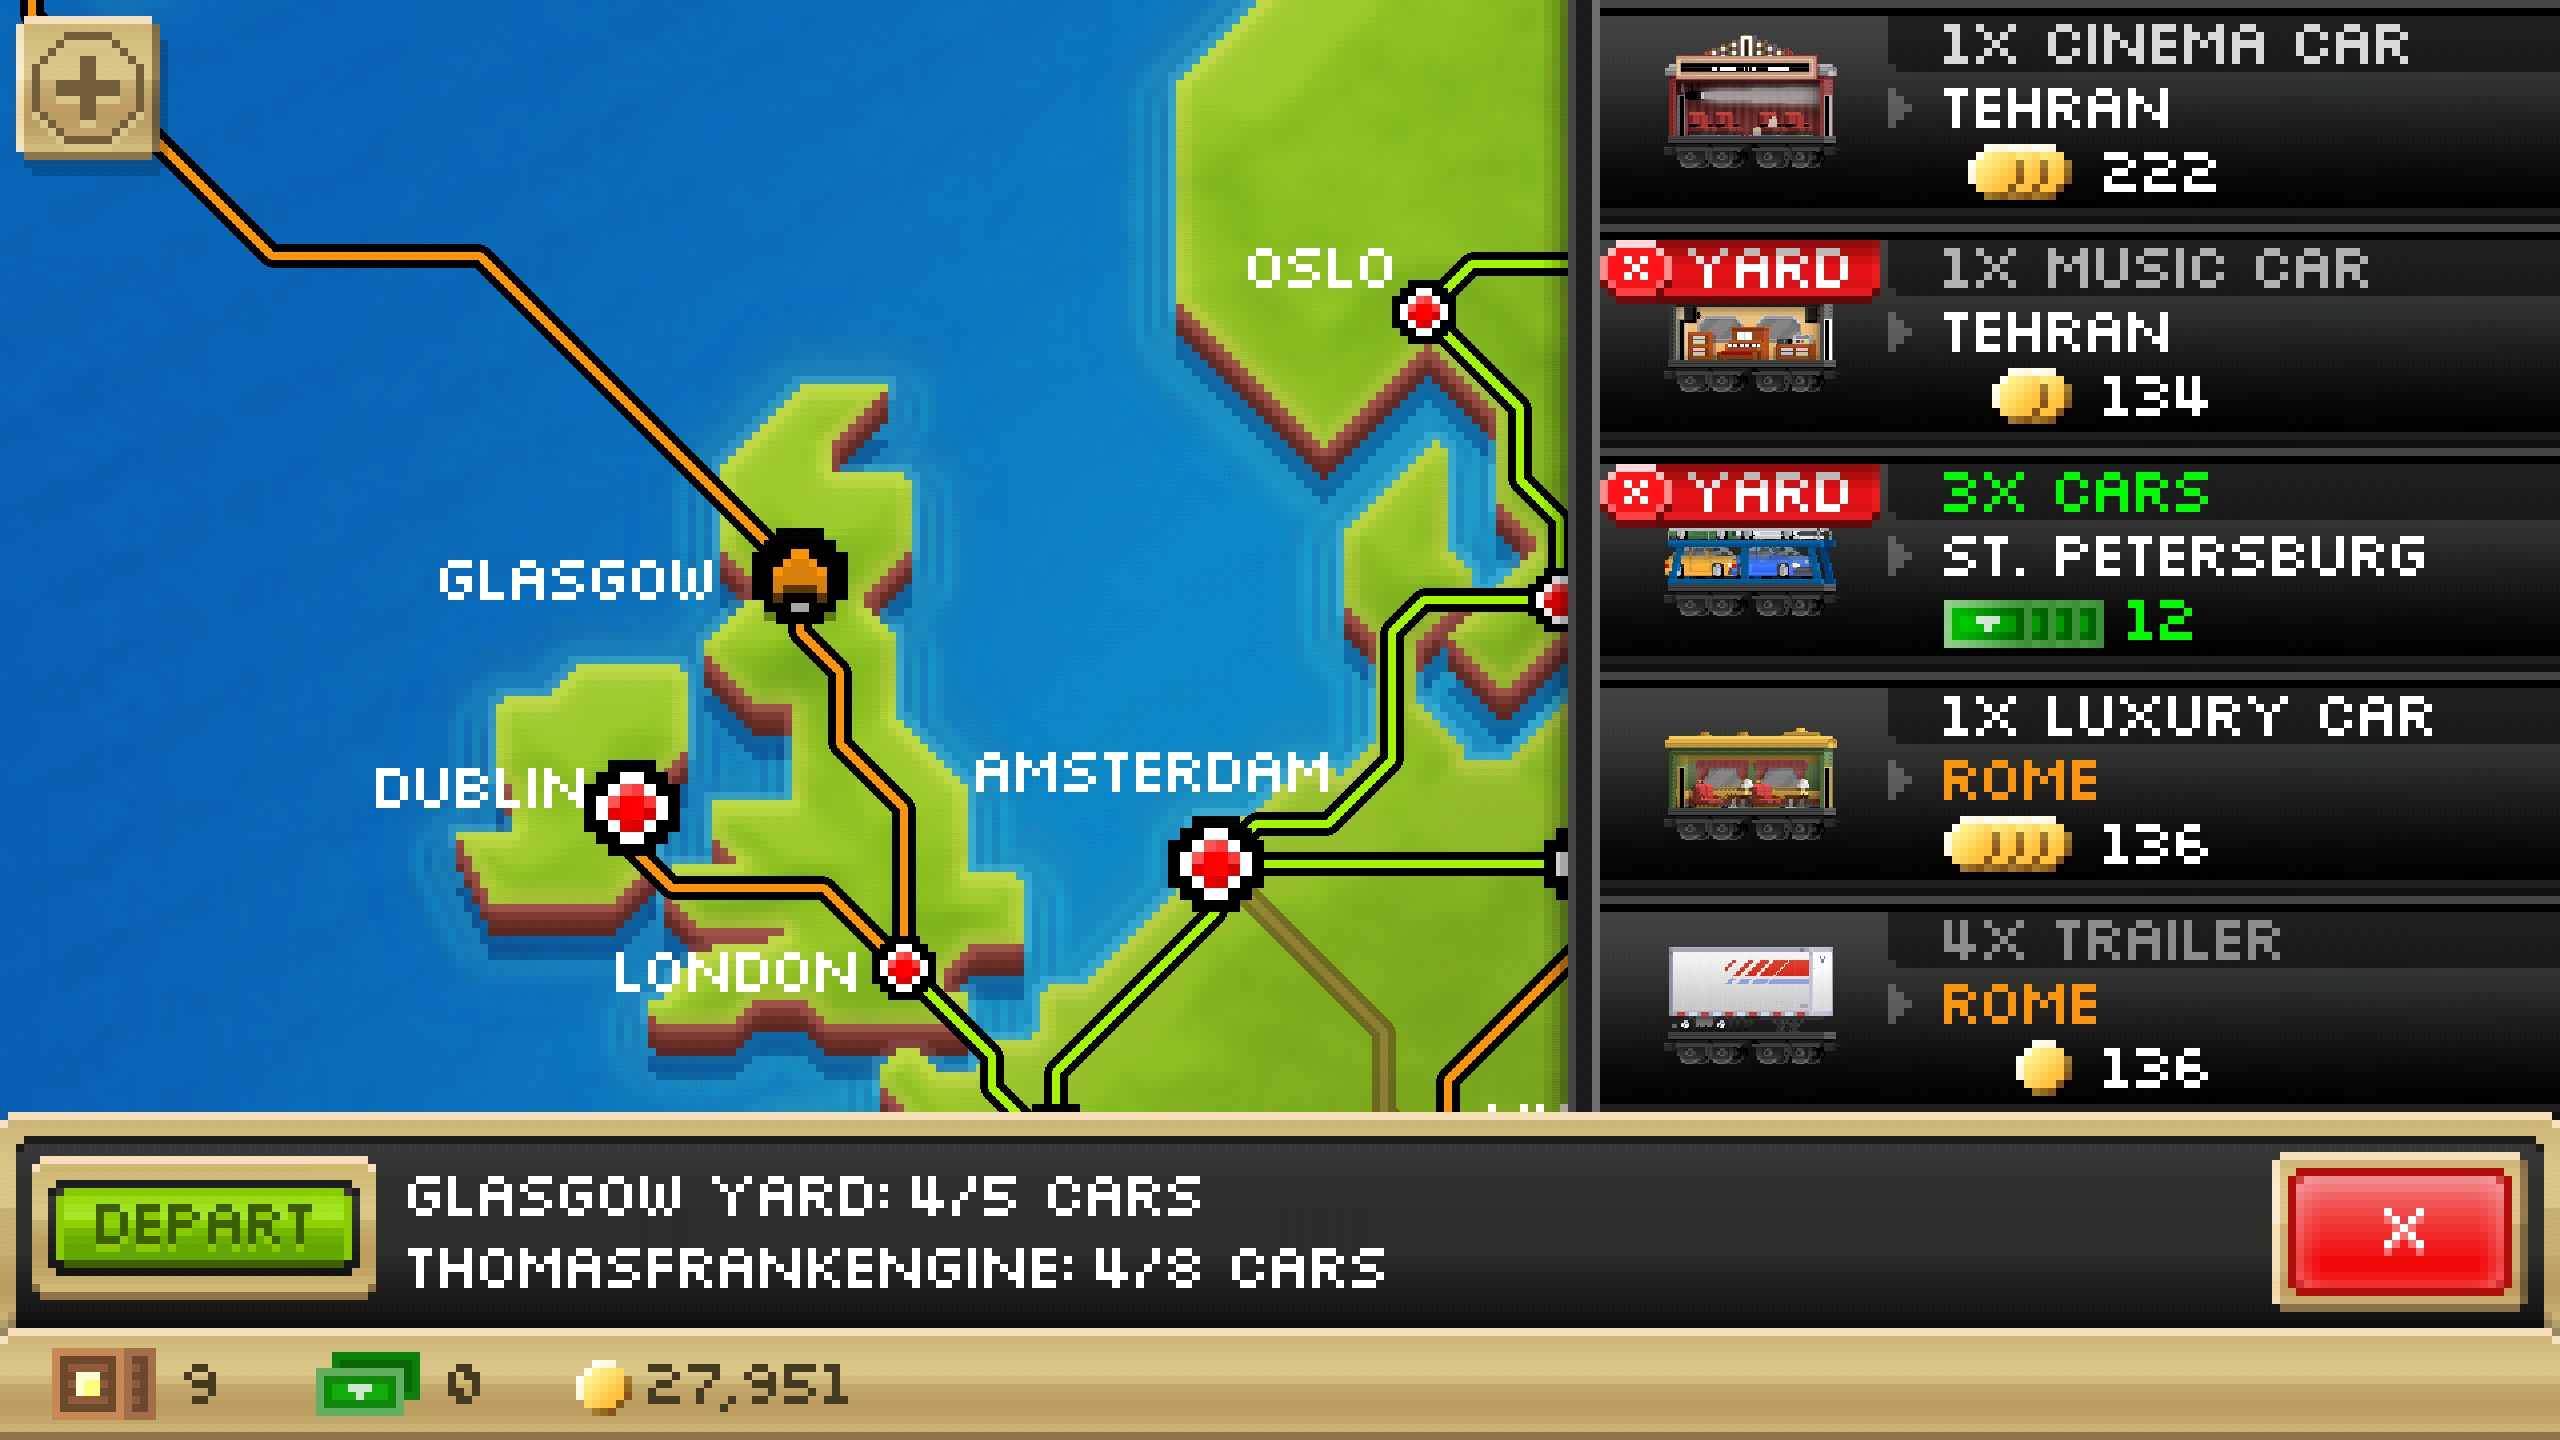 OSLO
GLASGOW
DUBLIN
AMSTERDAM
LONDON
1X CINEMA CAR
TEHRAN
222
X YARD
1X MUSIC CAR
TEHRAN
134
X YARD
3X CARS
ST. PETERSBURG
12
1X LUXURY CAR
ROME
136
4X TRAILER
ROME
136
DEPART
GLASGOW YARD: 4/5 CARS
THOMASFRANKENGINE: 4/8 CARS
X
9
0
27,951